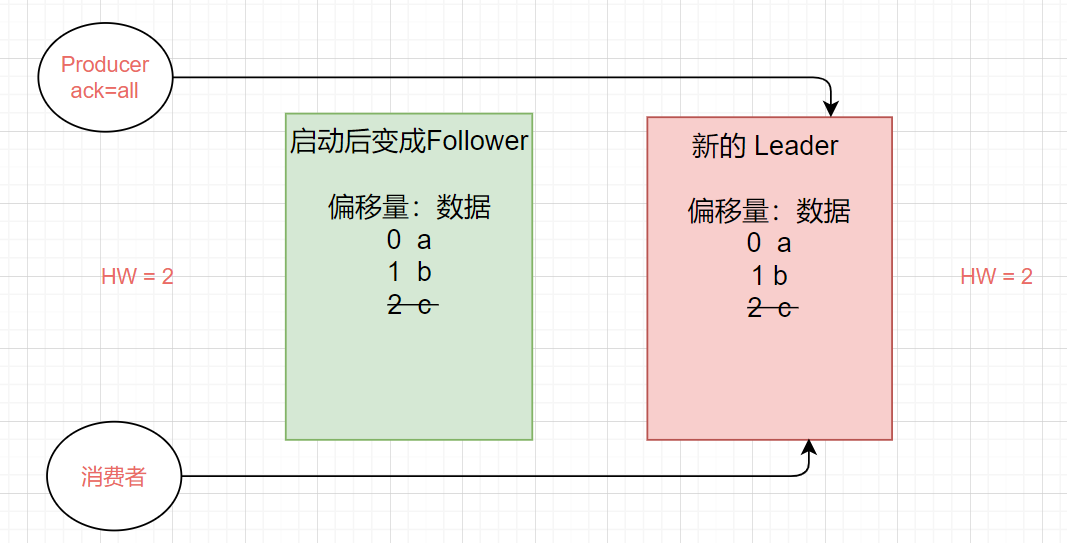 Producer
ack=all
启动后变成Follower
偏移量：数据
0 a
1 b
2 c
HW = 2
新的 Leader
偏移量：数据
0 a
1 b
2 c
HW = 2
消费者